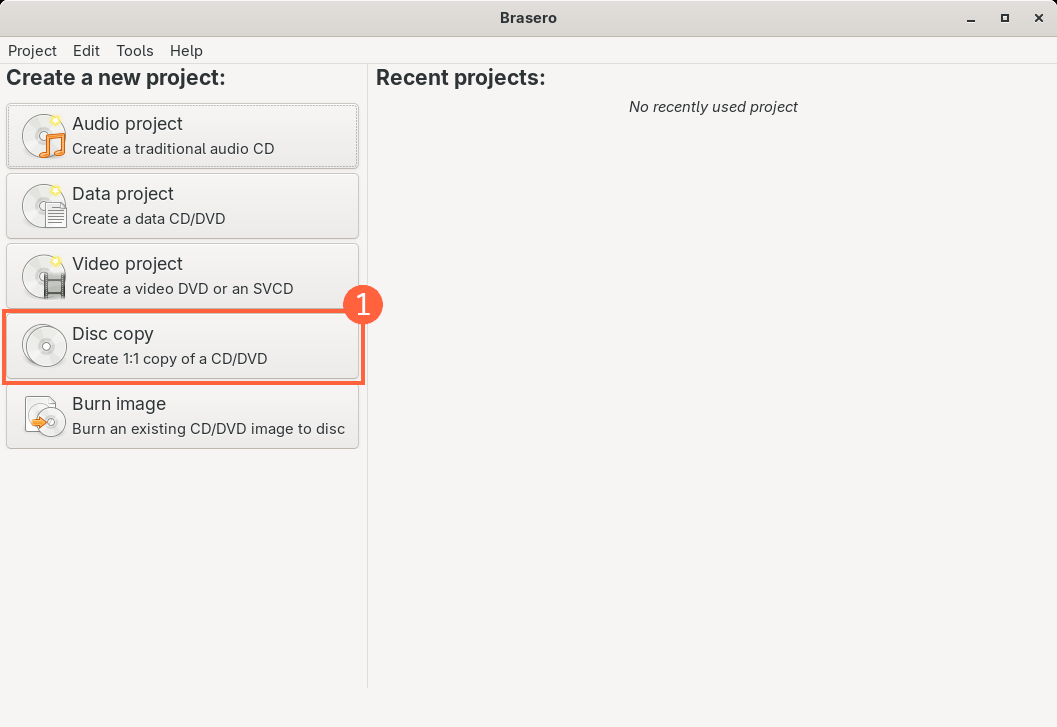 Brasero
Project Edit Tools Help
Create a new project:
Audio project
Create a traditional audio CD
Data project
Create a data CD/DVD
Video project
Create a video DVD or an SVCD
1
Disc copy
Create 1:1 copy of a CD/DVD
Burn image
Burn an existing CD/DVD image to disc
Recent projects:
No recently used project